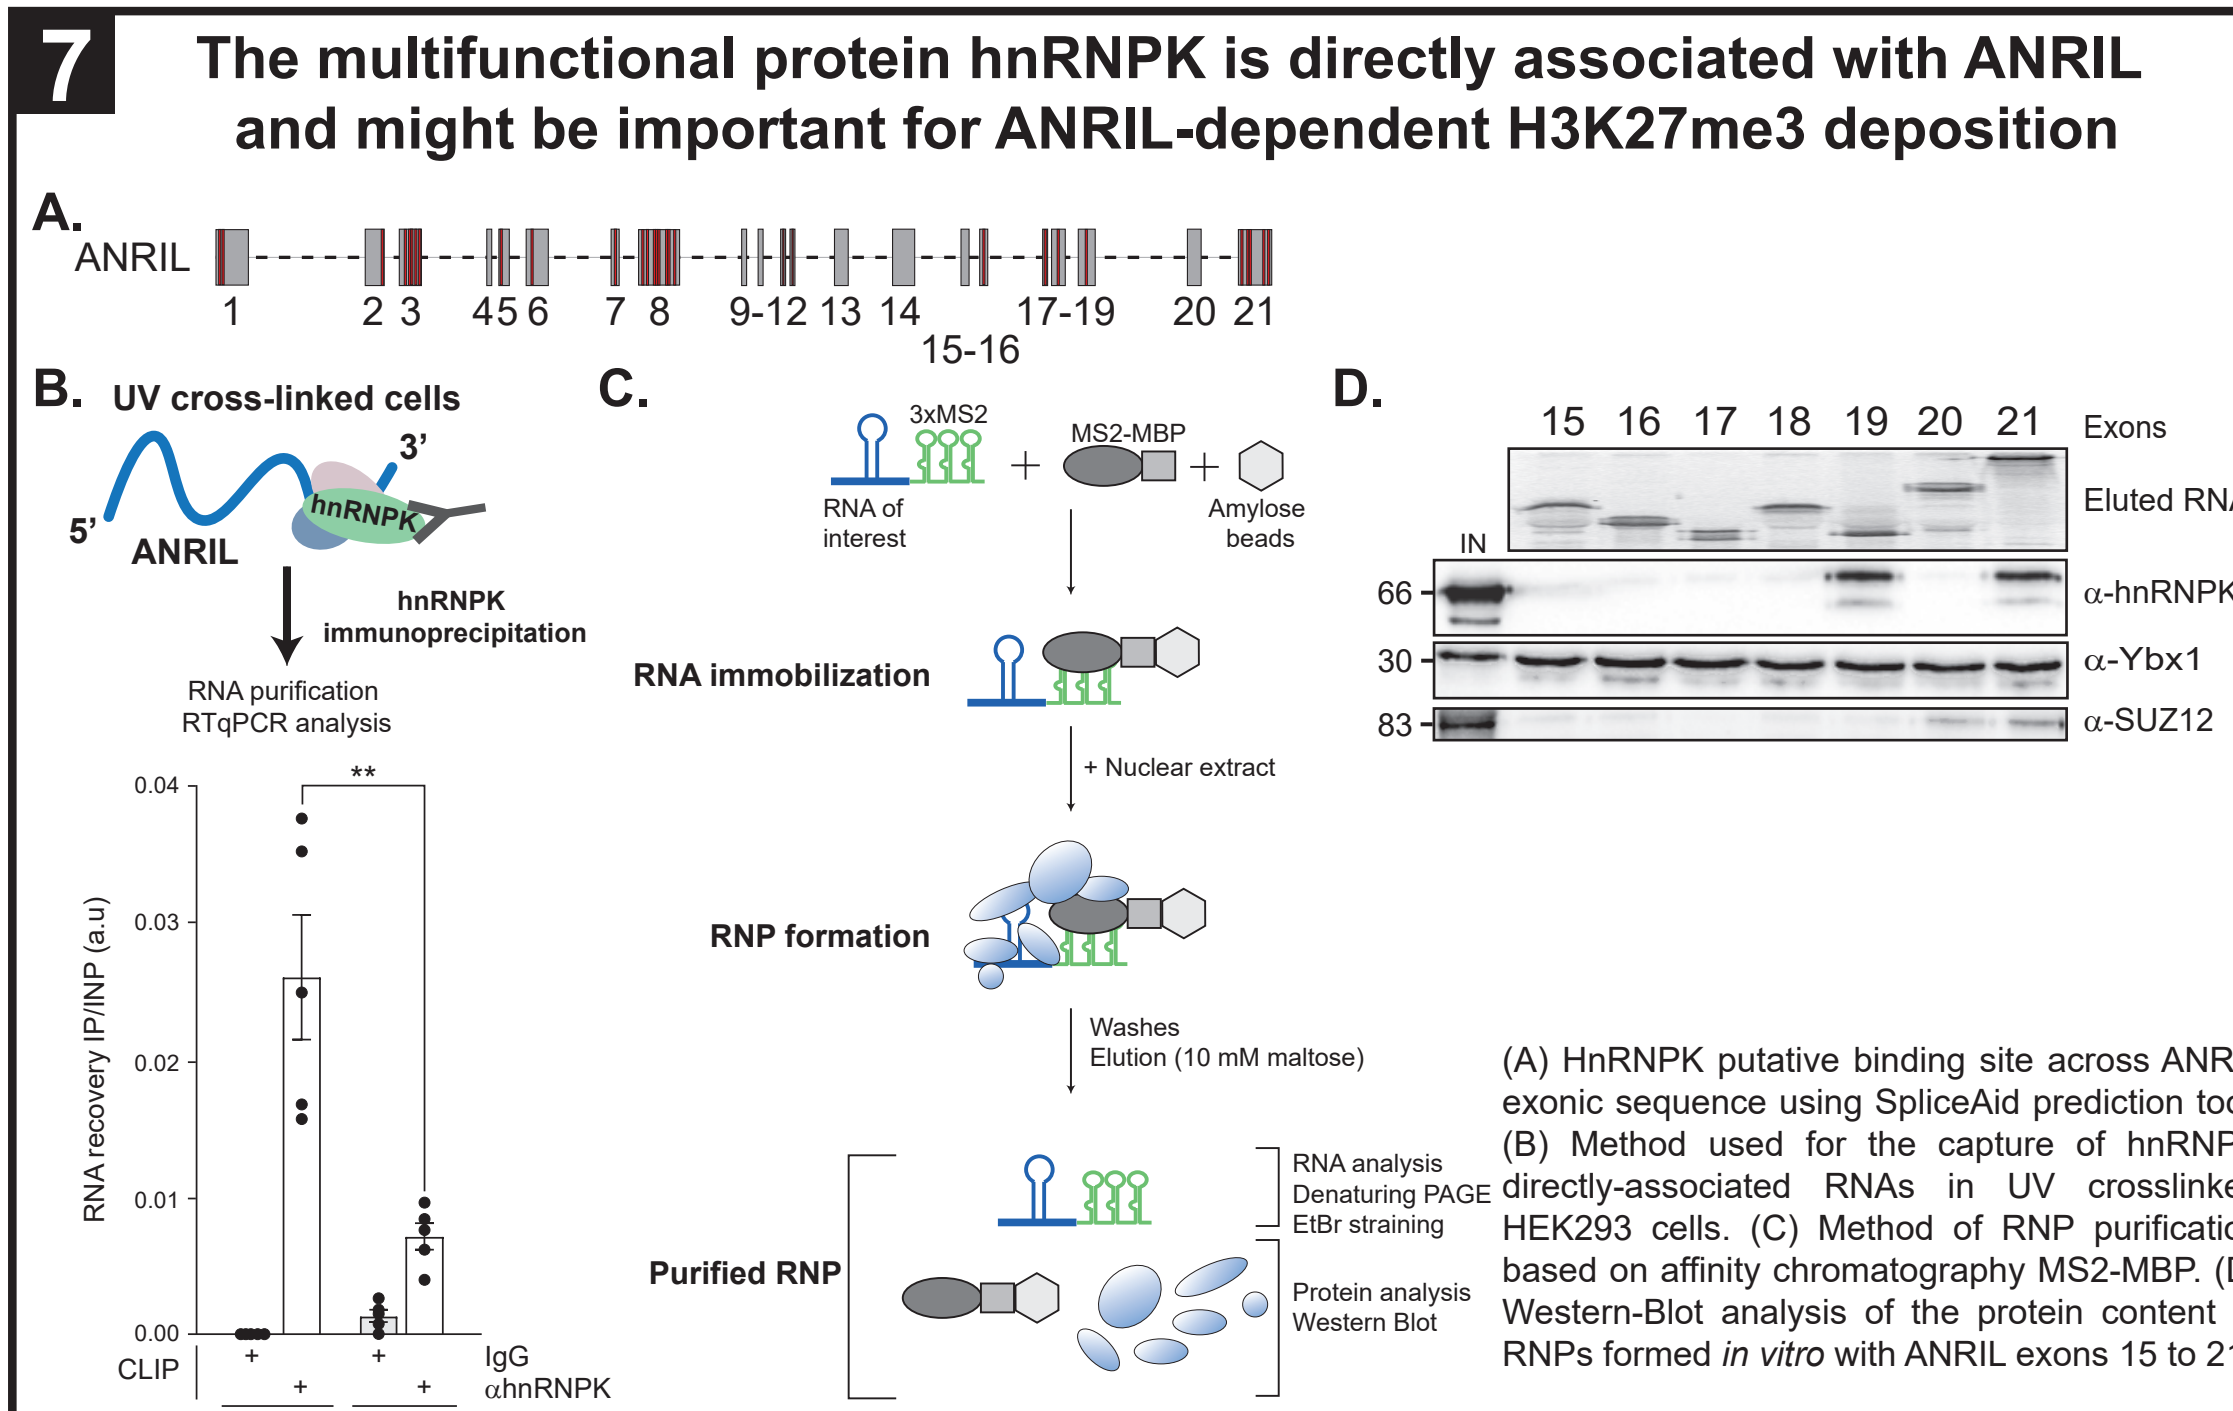 7
The multifunctional protein hnRNPK is directly associated with ANRIL
and might be important for ANRIL-dependent H3K27me3 deposition
A.
ANRIL
1 2 3 4 5 6 7 8 9-12 13 14 17-19 20 21
15-16
B.
UV cross-linked cells
3’
hnRNPK
5’
ANRIL
hnRNPK
immunoprecipitation
RNA purification
RTqPCR analysis
**
0.04
0.03
0.02
0.01
0.00
RNA recovery IP/INP (a.u)
CLIP
+ + IgG
+ + αhnRNPK
C.
3xMS2
MS2-MBP
+ +
RNA of
interest
Amylose
beads
RNA immobilization
+ Nuclear extract
RNP formation
Washes
Elution (10 mM maltose)
Purified RNP
RNA analysis
Denaturing PAGE
EtBr straining
Protein analysis
Western Blot
D.
15 16 17 18 19 20 21 Exons
Eluted
IN
66 α-hnRNPK
30 α-Ybx1
83 α-SUZ12
(A) HnRNPK putative binding site across
exonic sequence using SpliceAid prediction
(B) Method used for the capture of
directly-associated RNAs in UV
HEK293 cells. (C) Method of RNP
based on affinity chromatography MS2-MBP.
Western-Blot analysis of the protein content
RNPs formed in vitro with ANRIL exons 15 to